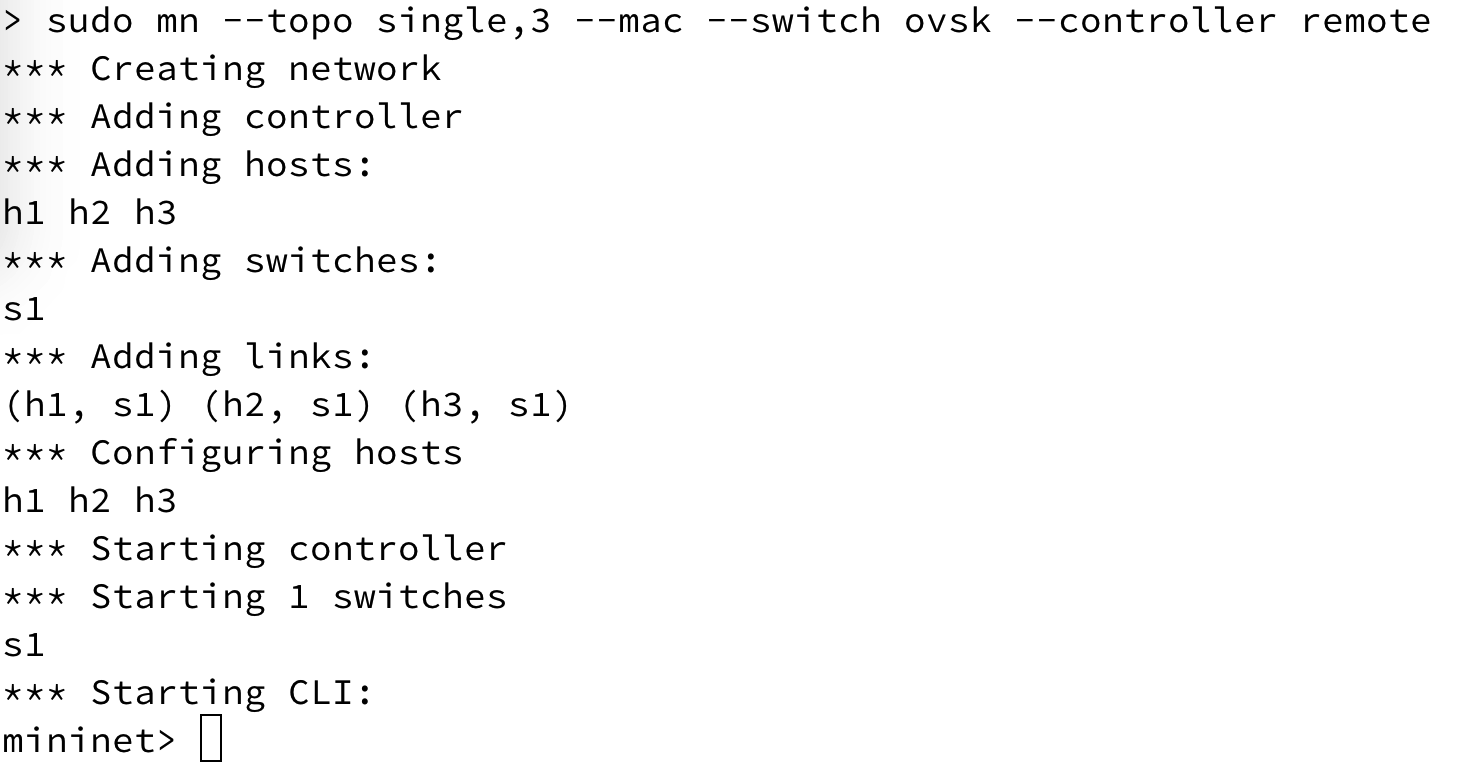 > sudo mn --topo single,3 --mac --switch ovsk --controller remote
*** Creating network
*** Adding controller
*** Adding hosts:
h1 h2 h3
*** Adding switches:
s1
*** Adding links:
(h1, s1) (h2, s1) (h3, s1)
*** Configuring hosts
h1 h2 h3
*** Starting controller
*** Starting 1 switches
s1
*** Starting CLI:
mininet>